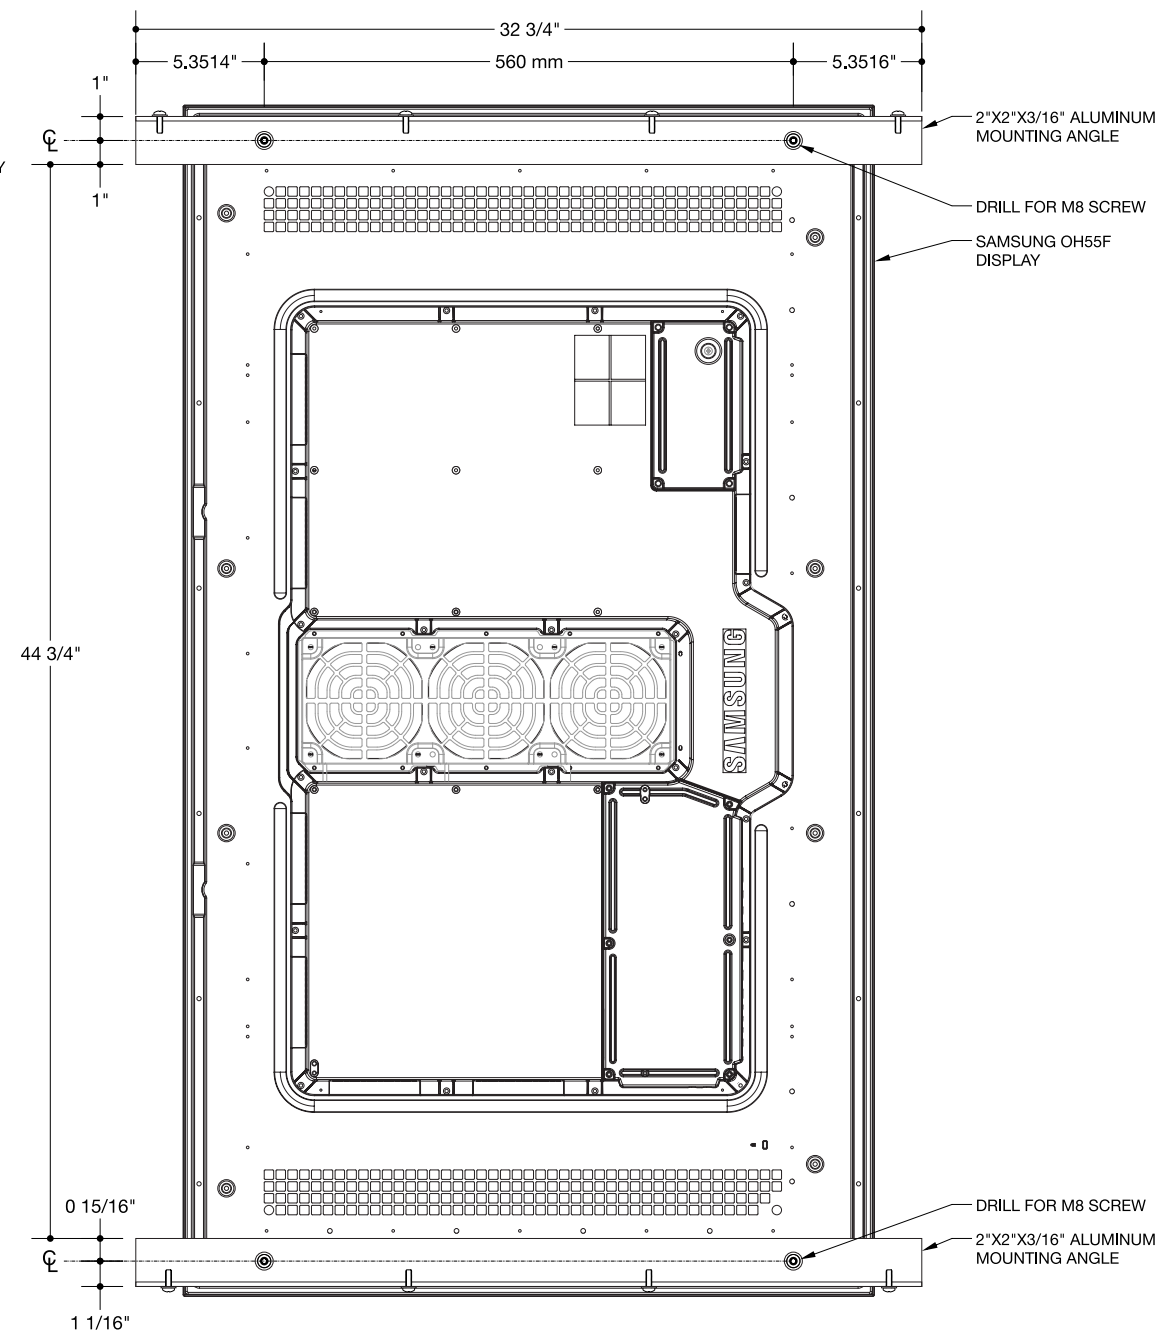 32 3/4"
5.3514"
560 mm
5.3516"
1"
2"X2"X3/16" ALUMINUM
MOUNTING ANGLE
℄
Y
1"
DRILL FOR M8 SCREW
SAMSUNG OH55F
DISPLAY
SAMSUNG
44 3/4"
0 15/16"
DRILL FOR M8 SCREW
℄
2"X2"X3/16" ALUMINUM
MOUNTING ANGLE
1 1/16"